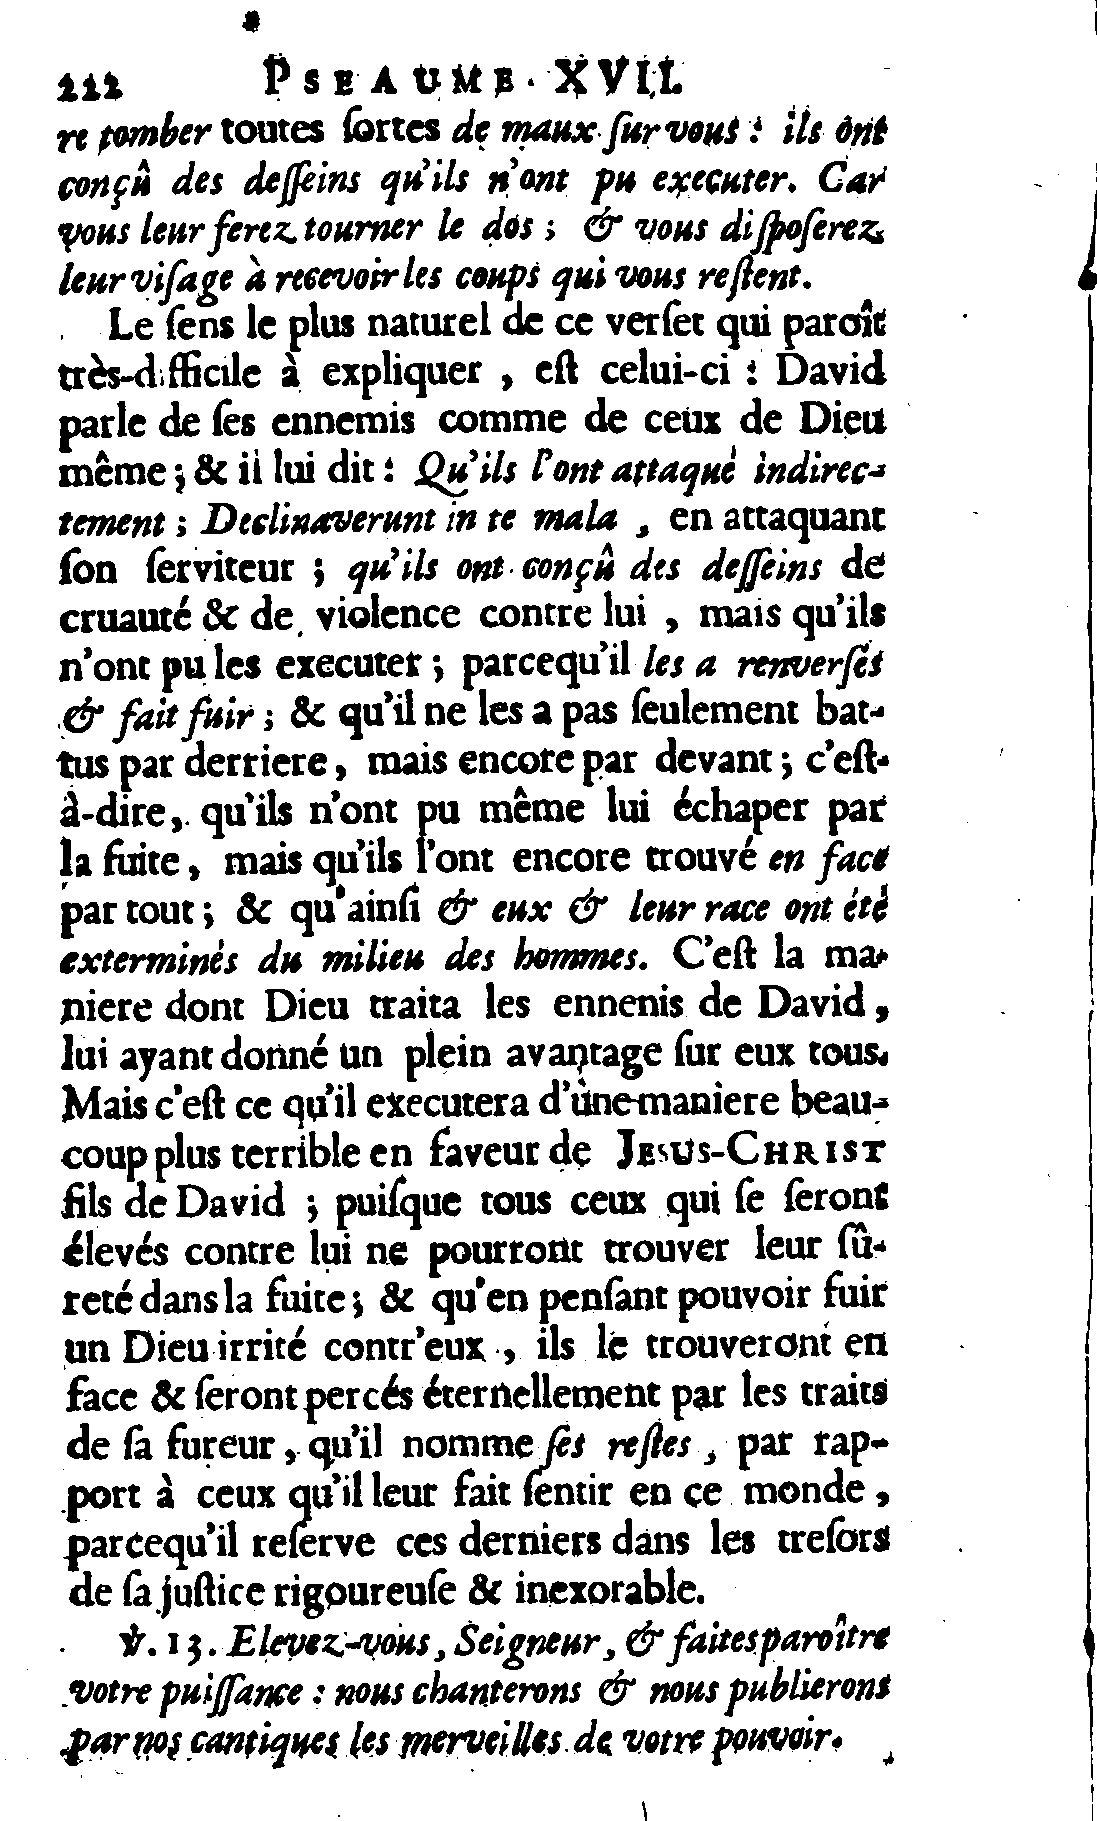 222 PSEAUME XVII.
re tomber toutes ſortes de maux ſur vous : ils ont
conçû des deſſeins qu'ils n'ont pu executer. Car
vous leur ferez tourner le dos ; & vous diſpoſerez
leur viſage à recevoir les coups qui vous reſtent.
Le ſens le plus naturel de ce verſet qui paroît
très-difficile à expliquer , eſt celui-ci : David
parle de ſes ennemis comme de ceux de Dieu
même ; & il lui dit : Qu'ils l'ont attaqué indirec-
tement ; Declinaverunt in te mala , en attaquant
ſon ſerviteur ; qu'ils ont conçû des deſſeins de
cruauté & de violence contre lui , mais qu'ils
n'ont pu les executer ; parcequ'il les a renverſés
& fait fuir ; & qu'il ne les a pas ſeulement bat-
tus par derriere , mais encore par devant ; c'eſt-
à-dire, qu'ils n'ont pu même lui échaper par
la fuite , mais qu'ils l'ont encore trouvé en face
par tout ; & qu'ainſi & eux & leur race ont été
exterminés du milieu des hommes. C'eſt la ma-
niere dont Dieu traita les ennenis de David ,
lui ayant donné un plein avantage ſur eux tous.
Mais c'eſt ce qu'il executera d'une maniere beau-
coup plus terrible en faveur de JESUS-CHRIST
fils de David ; puiſque tous ceux qui ſe ſeront
élevés contre lui ne pourront trouver leur ſû-
reté dans la fuite ; & qu'en penſant pouvoir fuir
un Dieu irrité contr'eux , ils le trouveront en
face & ſeront percés éternellement par les traits
de ſa fureur , qu'il nomme ſes reſtes , par rap-
port à ceux qu'il leur fait ſentir en ce monde ,
parcequ'il reſerve ces derniers dans les treſors
de ſa juſtice rigoureuſe & inexorable.
℣. 13. Elevez-vous, Seigneur, & faites paroître
votre puiſſance : nous chanterons & nous publierons
par nos cantiques les merveilles de votre pouvoir.